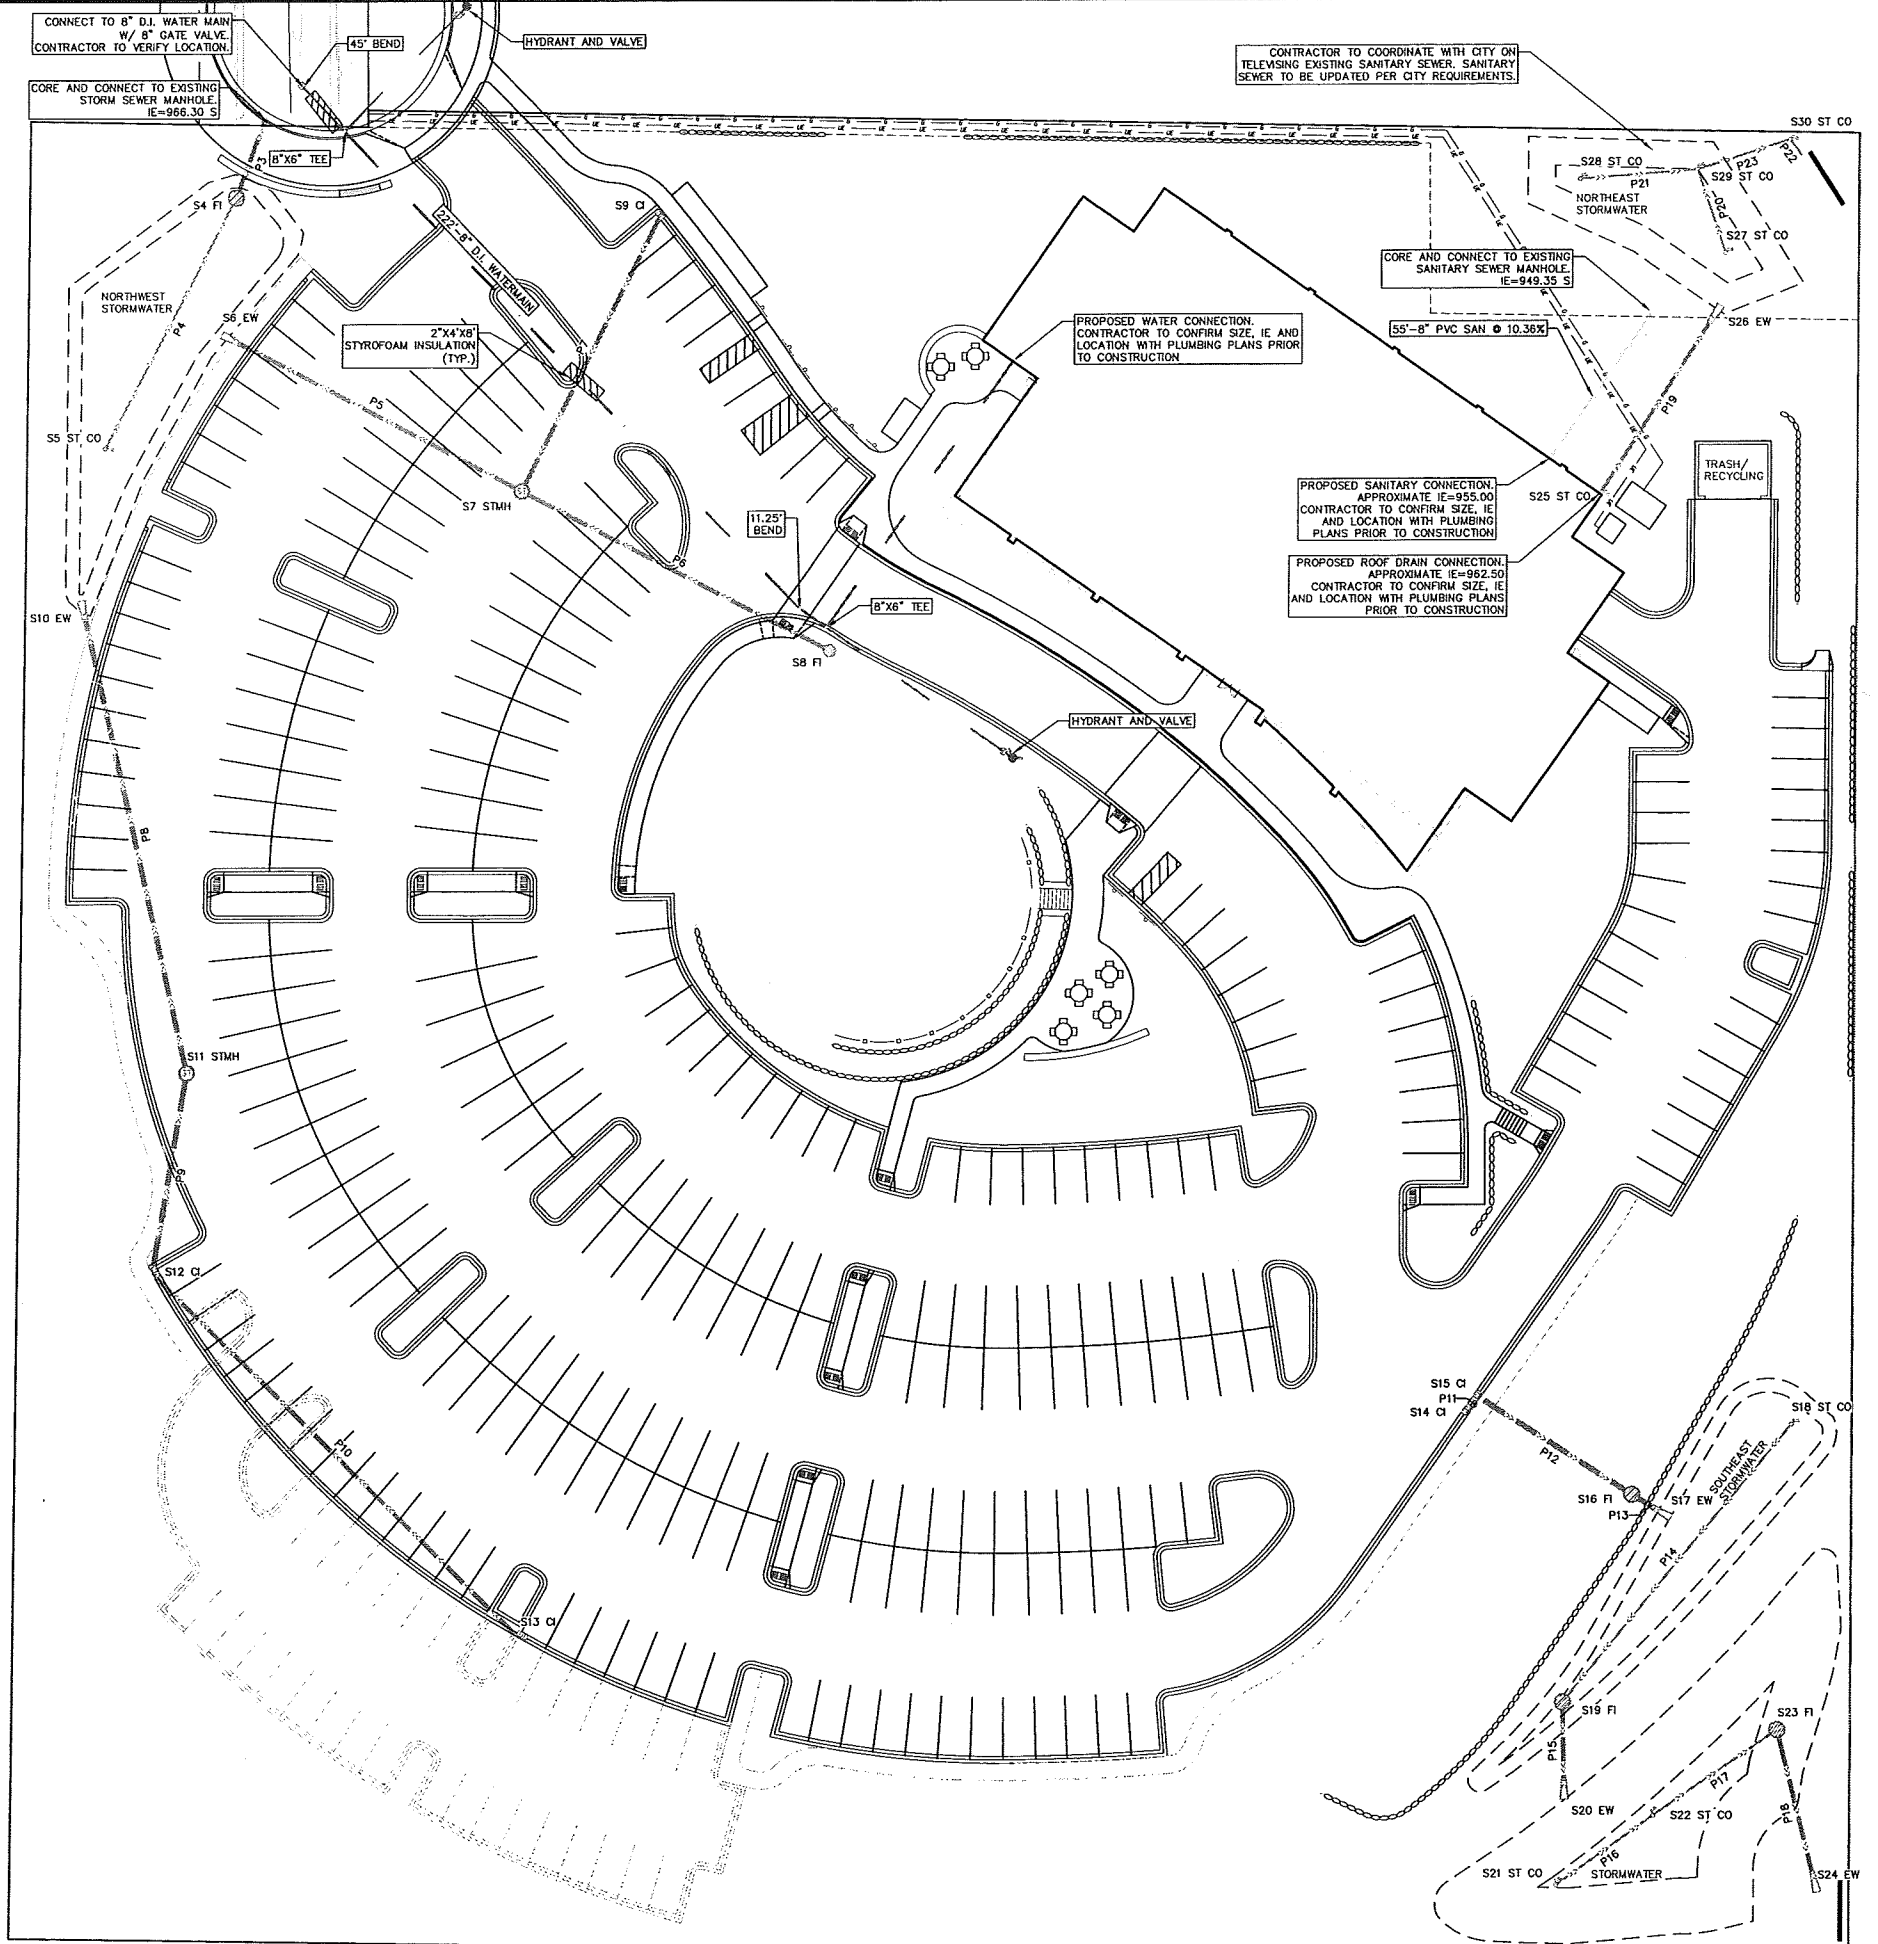 CONNECT TO 8" D.I. WATER MAIN
W/ 8" GATE VALVE.
CONTRACTOR TO VERIFY LOCATION.
45° BEND
HYDRANT AND VALVE
CONTRACTOR TO COORDINATE WITH CITY ON
TELEVISING EXISTING SANITARY SEWER. SANITARY
SEWER TO BE UPDATED PER CITY REQUIREMENTS.
CORE AND CONNECT TO EXISTING
STORM SEWER MANHOLE.
IE=966.30 S
S30 ST CO
8"X6" TEE
P3
S4 FI
S9 CI
222'-8" D.I. WATERMAIN
S28 ST CO
P21
P23
P22
S29 ST CO
NORTHEAST
STORMWATER
P20
S27 ST CO
CORE AND CONNECT TO EXISTING
SANITARY SEWER MANHOLE.
IE=949.35 S
NORTHWEST
STORMWATER
P4
S6 EW
2"X4'X8'
STYROFOAM INSULATION
(TYP.)
P7
PROPOSED WATER CONNECTION.
CONTRACTOR TO CONFIRM SIZE, IE AND
LOCATION WITH PLUMBING PLANS PRIOR
TO CONSTRUCTION
55'-8" PVC SAN @ 10.36%
S26 EW
P19
P5
S5 ST CO
S7 STMH
ST
TRASH/
RECYCLING
PROPOSED SANITARY CONNECTION.
APPROXIMATE IE=955.00
CONTRACTOR TO CONFIRM SIZE, IE
AND LOCATION WITH PLUMBING
PLANS PRIOR TO CONSTRUCTION
S25 ST CO
11.25°
BEND
P6
PROPOSED ROOF DRAIN CONNECTION.
APPROXIMATE IE=962.50
CONTRACTOR TO CONFIRM SIZE, IE
AND LOCATION WITH PLUMBING PLANS
PRIOR TO CONSTRUCTION
8"X6" TEE
S10 EW
S8 FI
HYDRANT AND VALVE
P8
S11 STMH
ST
P9
S12 CI
P10
S13 CI
S15 CI
P11
S14 CI
P12
S18 ST CO
SOUTHEAST
STORMWATER
S16 FI
S17 EW
P13
P14
S19 FI
S23 FI
P15
P17
S20 EW
S22 ST CO
P18
P16
S21 ST CO
STORMWATER
S24 EW